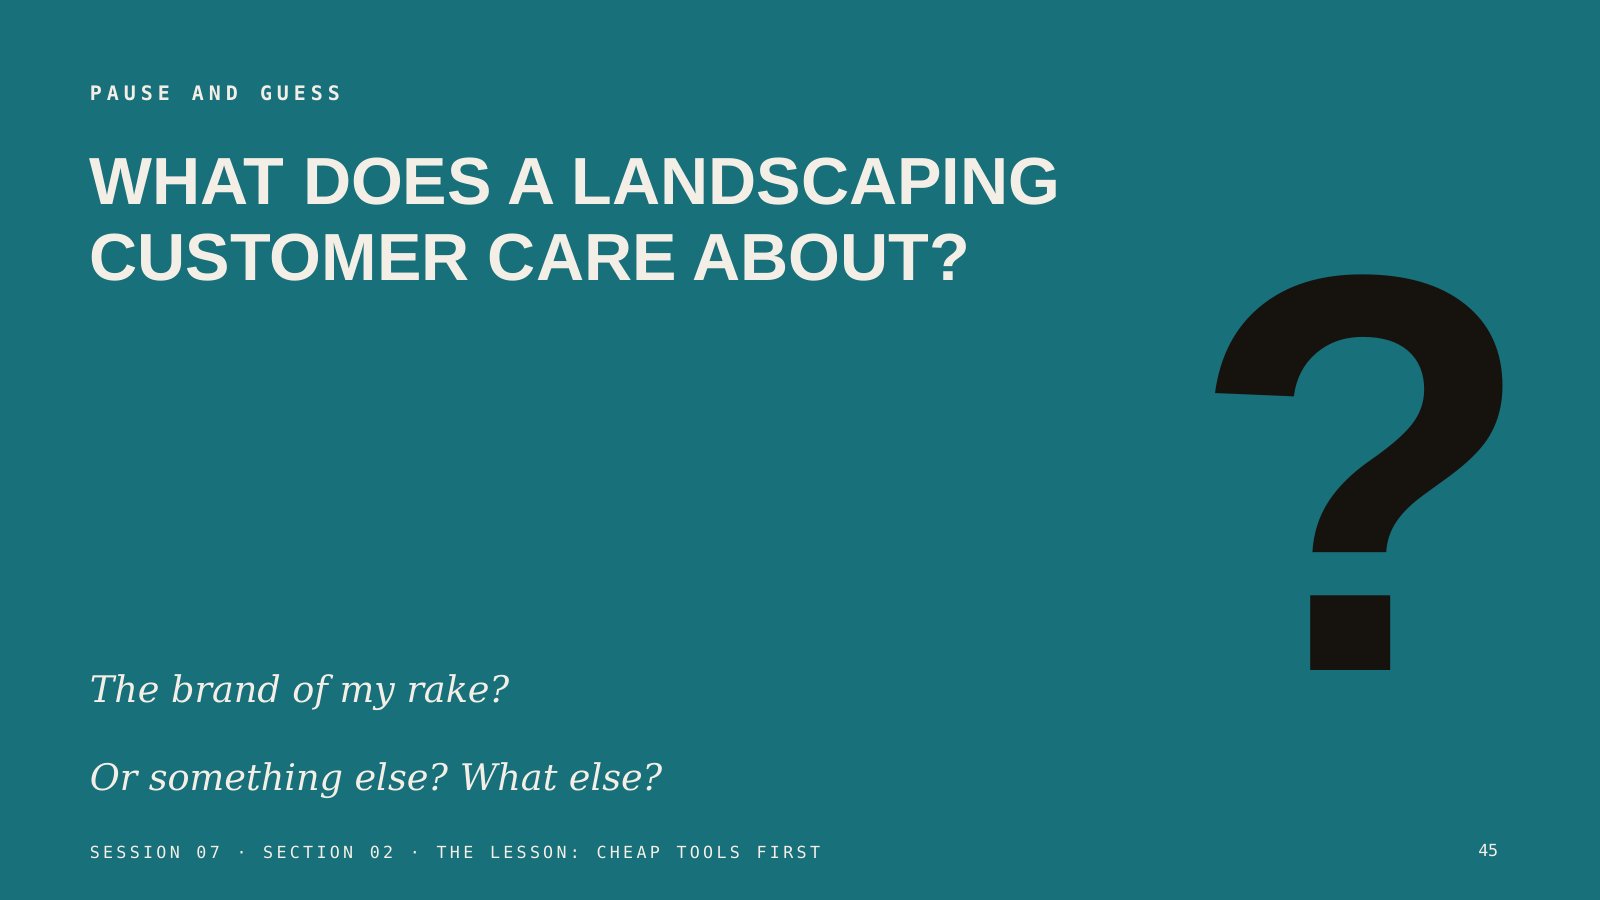 PAUSE AND GUESS
WHAT DOES A LANDSCAPING
CUSTOMER CARE ABOUT?
?
The brand of my rake?
Or something else? What else?
SESSION 07 · SECTION 02 · THE LESSON: CHEAP TOOLS FIRST
45